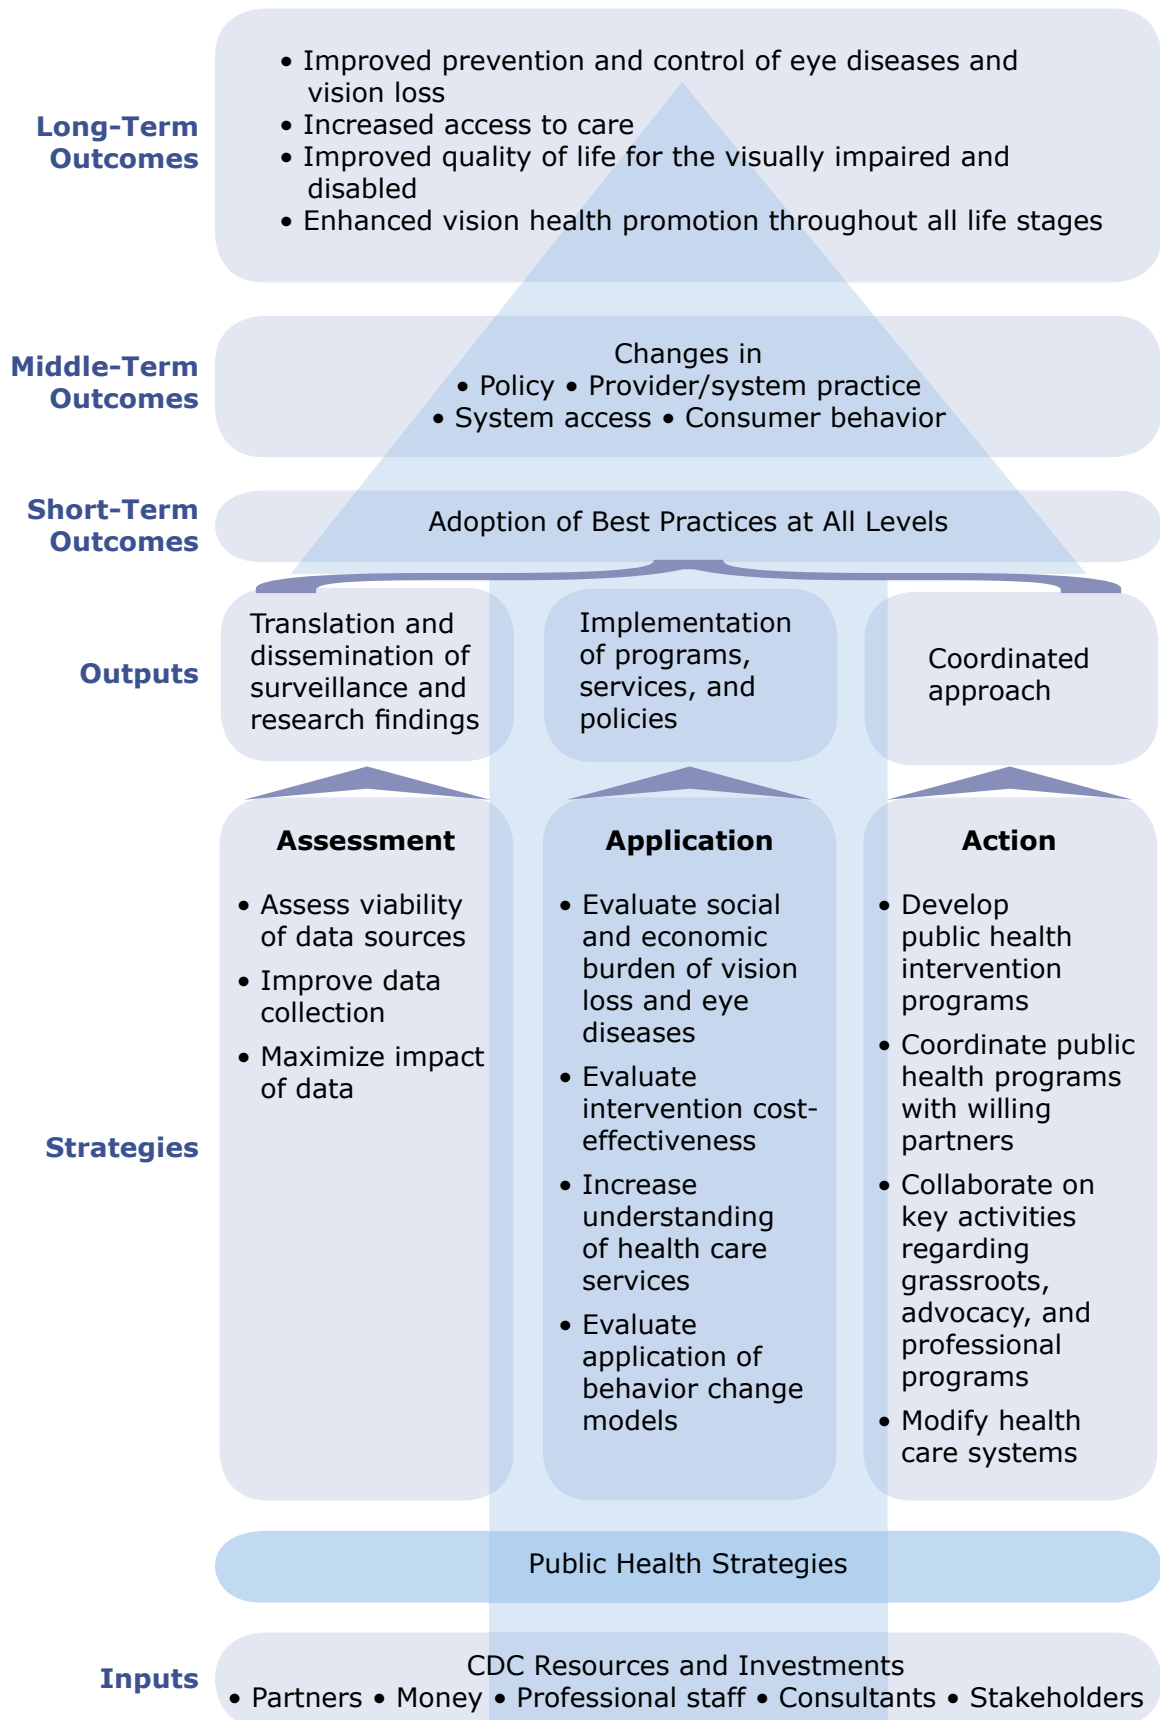 Long-Term
Outcomes
• Improved prevention and control of eye diseases and
vision loss
• Increased access to care
• Improved quality of life for the visually impaired and
disabled
• Enhanced vision health promotion throughout all life stages
Middle-Term
Outcomes
Changes in
• Policy • Provider/system practice
• System access • Consumer behavior
Short-Term
Outcomes
Adoption of Best Practices at All Levels
Outputs
Translation and
dissemination of
surveillance and
research findings
Implementation
of programs,
services, and
policies
Coordinated
approach
Strategies
Assessment
• Assess viability
of data sources
• Improve data
collection
• Maximize impact
of data
Application
• Evaluate social
and economic
burden of vision
loss and eye
diseases
• Evaluate
intervention cost-
effectiveness
• Increase
understanding
of health care
services
• Evaluate
application of
behavior change
models
Action
• Develop
public health
intervention
programs
• Coordinate public
health programs
with willing
partners
• Collaborate on
key activities
regarding
grassroots,
advocacy, and
professional
programs
• Modify health
care systems
Public Health Strategies
Inputs
CDC Resources and Investments
• Partners • Money • Professional staff • Consultants • Stakeholders